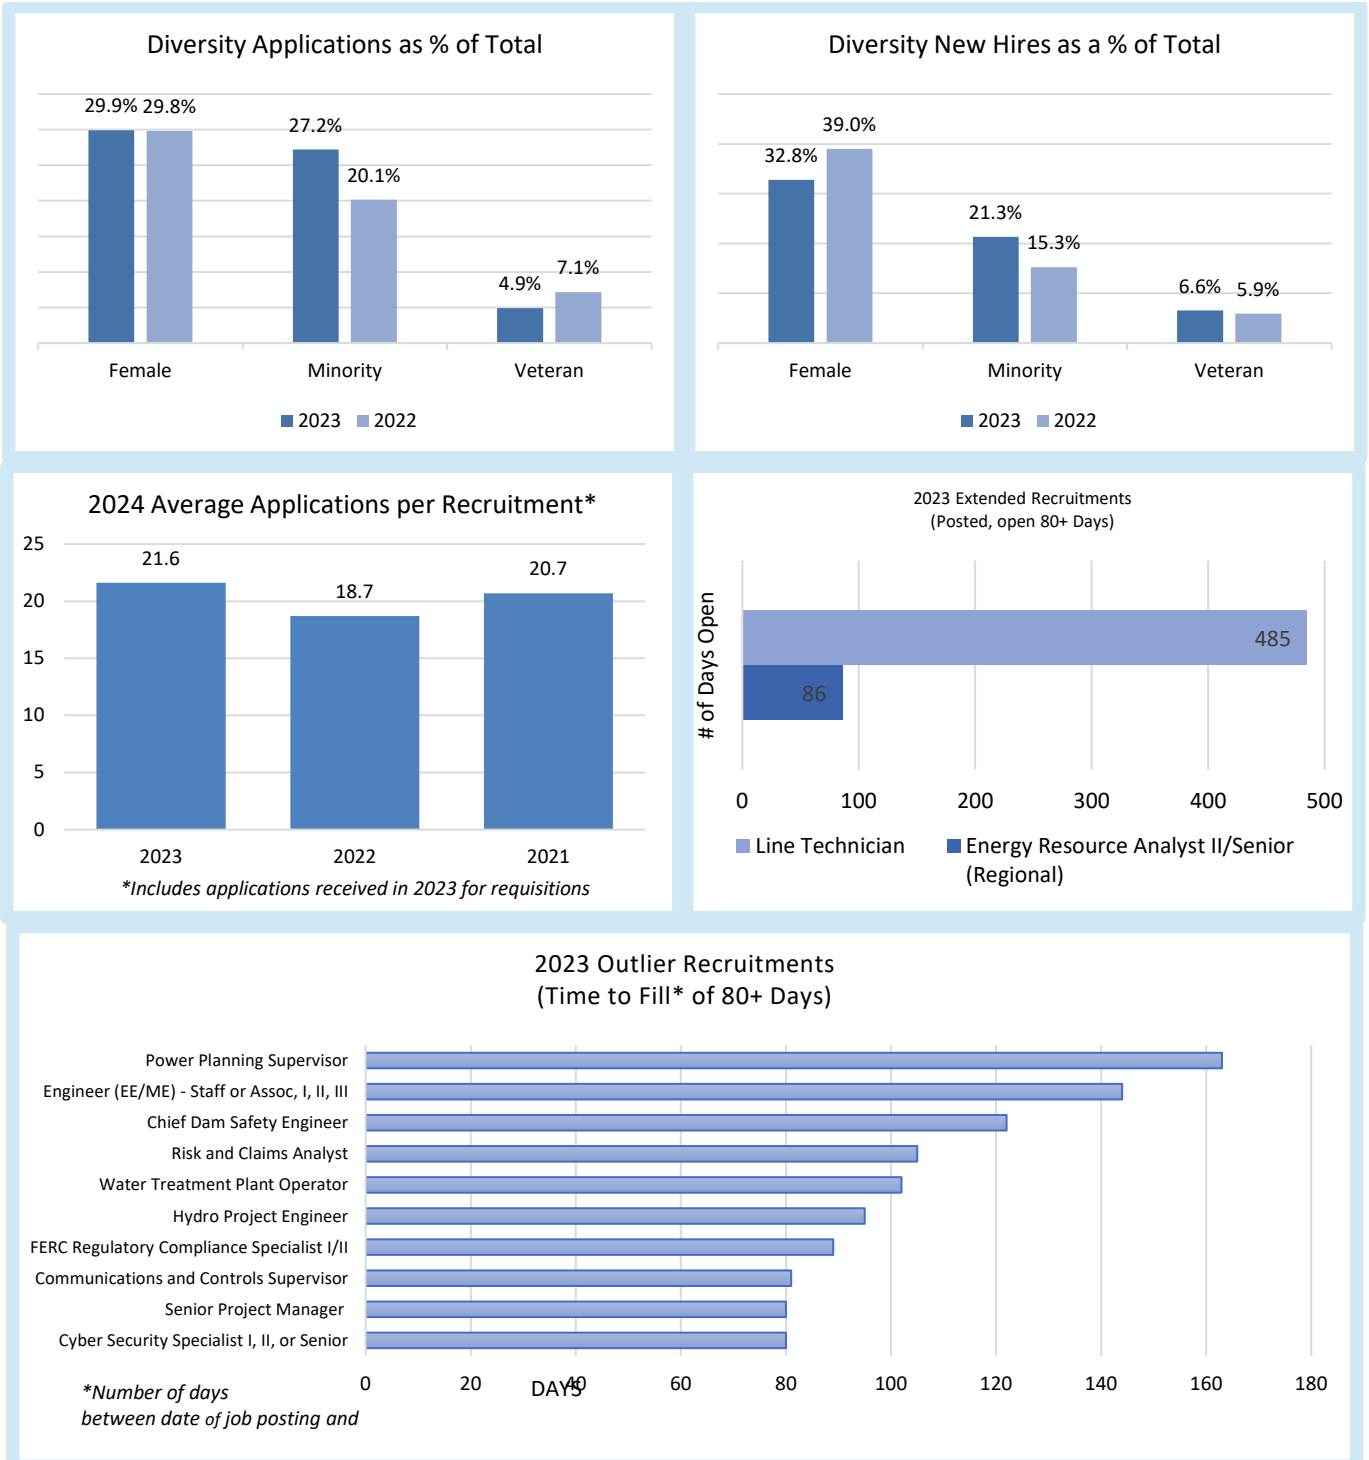 Diversity Applications as % of Total
29.9% 29.8%
27.2%
20.1%
4.9%
7.1%
Female Minority Veteran
2023 2022
Diversity New Hires as a % of Total
32.8%
39.0%
21.3%
15.3%
6.6%
5.9%
Female Minority Veteran
2023 2022
2024 Average Applications per Recruitment*
25
20
15
10
5
0
21.6
18.7
20.7
2023 2022 2021
*Includes applications received in 2023 for requisitions
2023 Extended Recruitments
(Posted, open 80+ Days)
# of Days Open
485
86
0 100 200 300 400 500
Line Technician
Energy Resource Analyst II/Senior
(Regional)
2023 Outlier Recruitments
(Time to Fill* of 80+ Days)
Power Planning Supervisor
Engineer (EE/ME) - Staff or Assoc, I, II, III
Chief Dam Safety Engineer
Risk and Claims Analyst
Water Treatment Plant Operator
Hydro Project Engineer
FERC Regulatory Compliance Specialist I/II
Communications and Controls Supervisor
Senior Project Manager
Cyber Security Specialist I, II, or Senior
0 20 40 60 80 100 120 140 160 180
DAYS
*Number of days
between date of job posting and